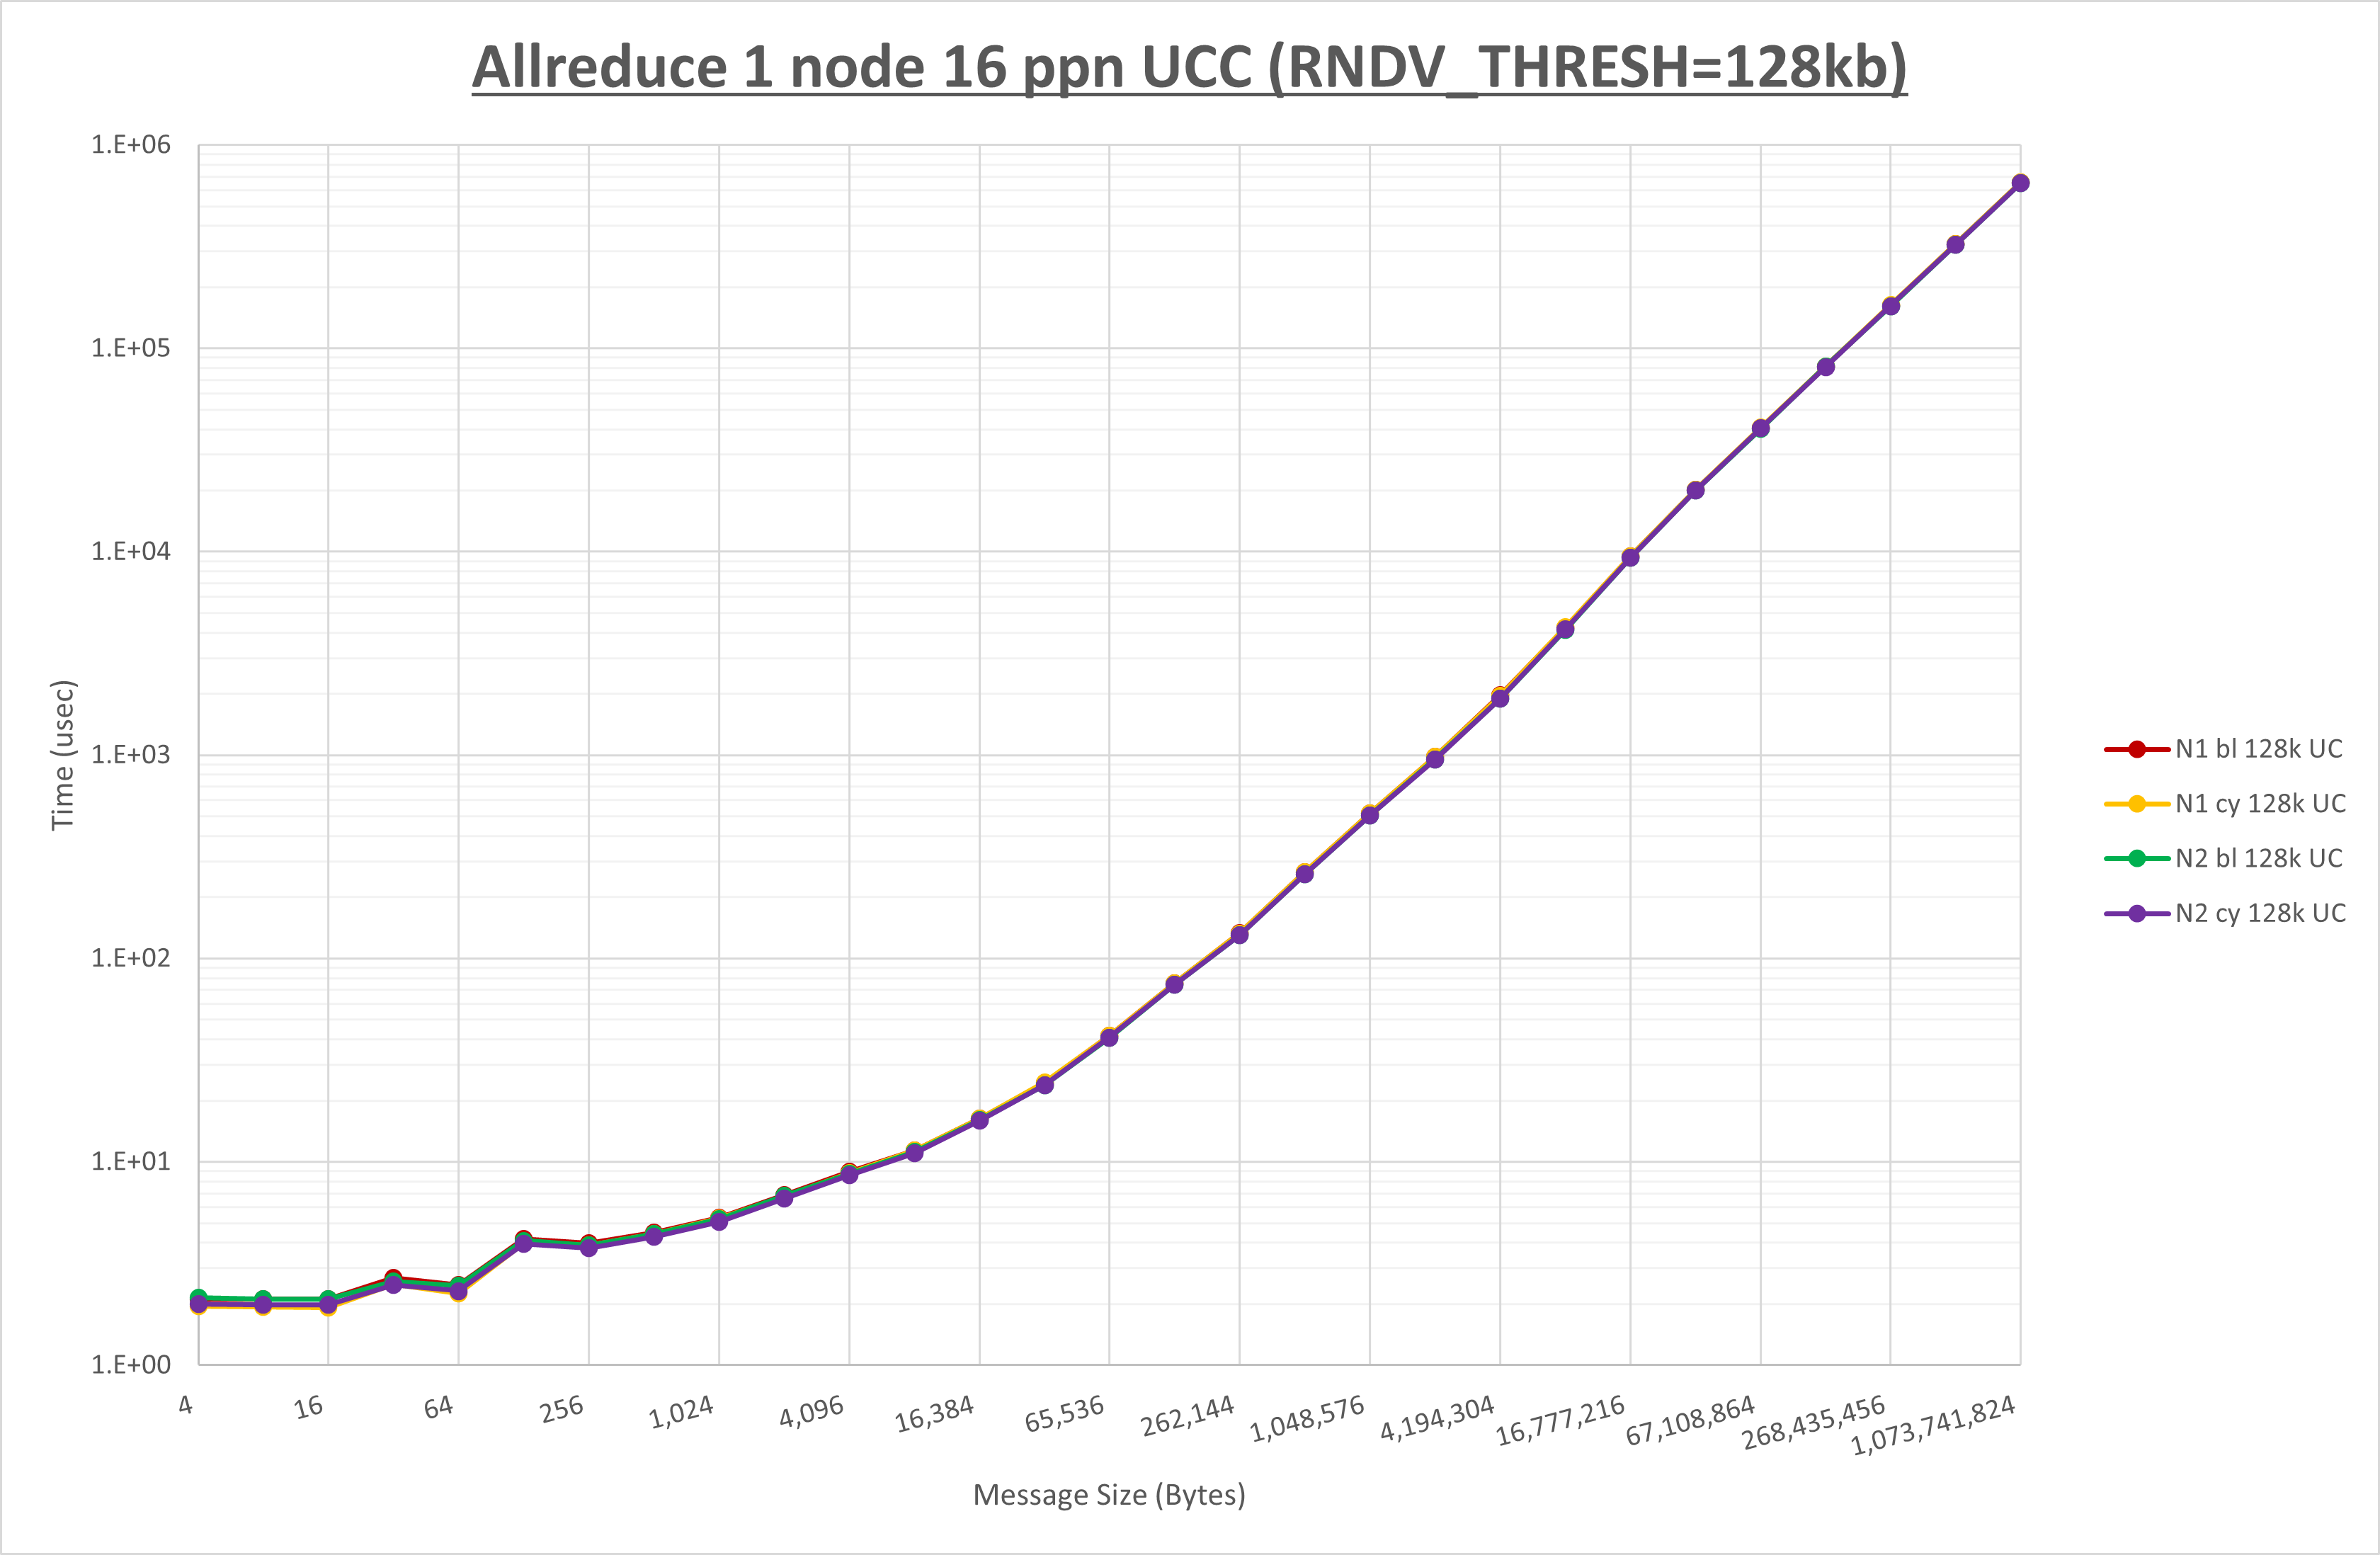 Allreduce 1 node 16 ppn UCC (RNDV_THRESH=128kb)
1.E+06
1.E+05
1.E+04
1.E+03
1.E+02
1.E+01
1.E+00
Time (usec)
4
16
64
256
1,024
4,096
16,384
65,536
262,144
1,048,576
4,194,304
16,777,216
67,108,864
268,435,456
1,073,741,824
Message Size (Bytes)
N1 bl 128k UC
N1 cy 128k UC
N2 bl 128k UC
N2 cy 128k UC